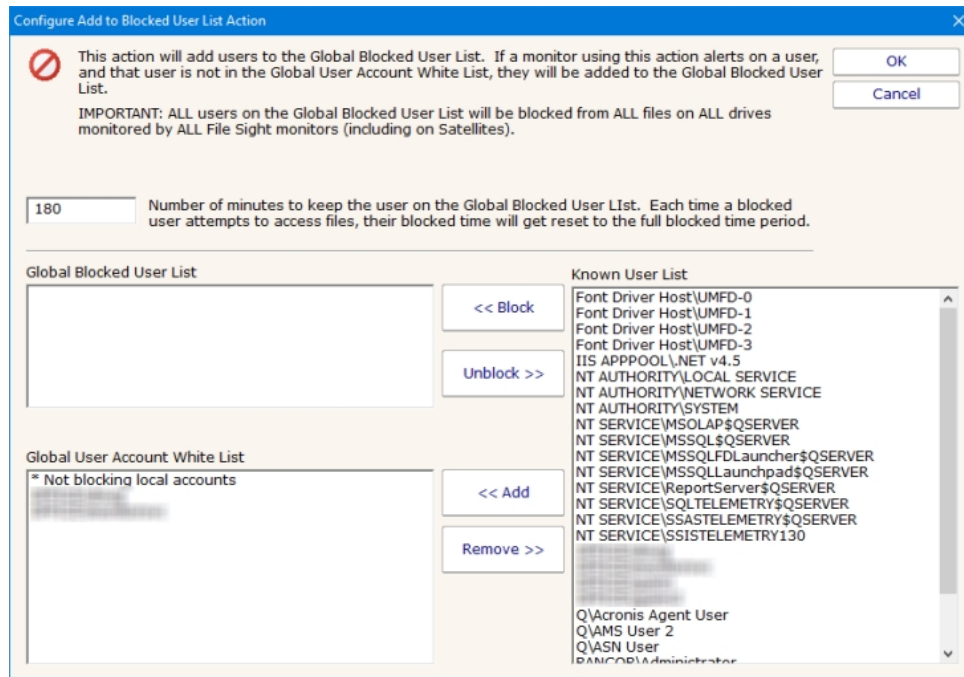 Configure Add to Blocked User List Action
This action will add users to the Global Blocked User List.  If a monitor using this action alerts on a user,
and that user is not in the Global User Account White List, they will be added to the Global Blocked User
List.
IMPORTANT: ALL users on the Global Blocked User List will be blocked from ALL files on ALL drives
monitored by ALL File Sight monitors (including on Satellites).
OK
Cancel
180
Number of minutes to keep the user on the Global Blocked User LIst.  Each time a blocked
user attempts to access files, their blocked time will get reset to the full blocked time period.
Global Blocked User List
<< Block
Unblock >>
Global User Account White List
* Not blocking local accounts
<< Add
Remove >>
Known User List
Font Driver Host\UMFD-0
Font Driver Host\UMFD-1
Font Driver Host\UMFD-2
Font Driver Host\UMFD-3
IIS APPPOOL\.NET v4.5
NT AUTHORITY\LOCAL SERVICE
NT AUTHORITY\NETWORK SERVICE
NT AUTHORITY\SYSTEM
NT SERVICE\MSOLAP$QSERVER
NT SERVICE\MSSQL$QSERVER
NT SERVICE\MSSQLFDLauncher$QSERVER
NT SERVICE\MSSQLLaunchpad$QSERVER
NT SERVICE\ReportServer$QSERVER
NT SERVICE\SQLTELEMETRY$QSERVER
NT SERVICE\SSASTELEMETRY$QSERVER
NT SERVICE\SSISTELEMETRY130
Q\Acronis Agent User
Q\AMS User 2
Q\ASN User
RANCOR\Administrator